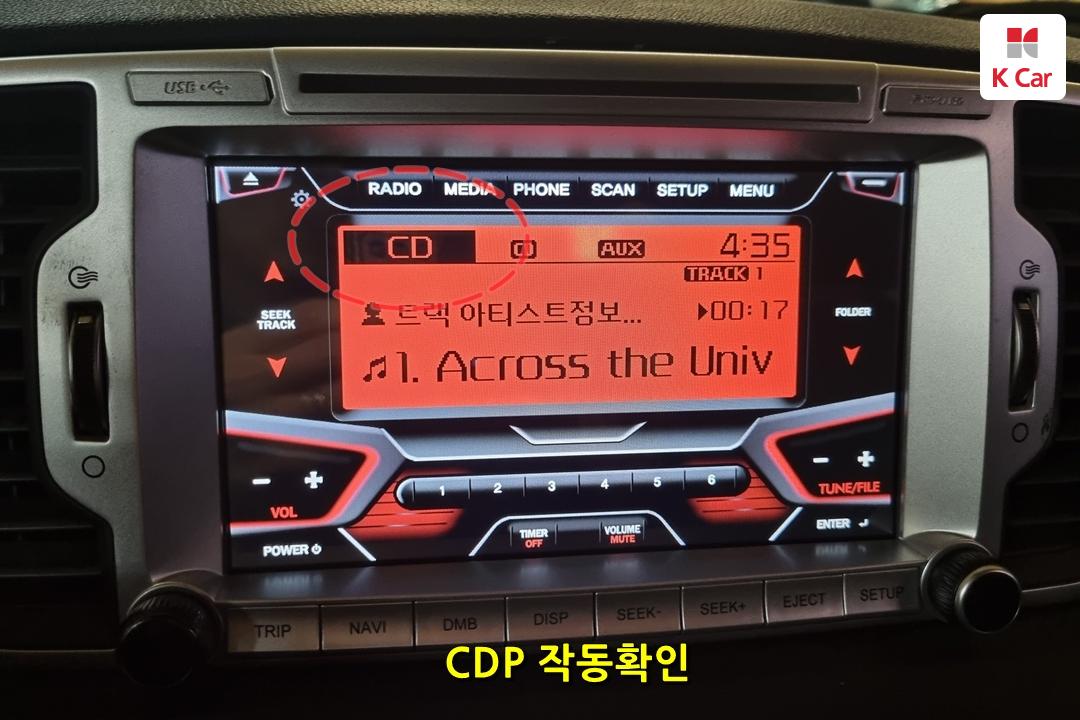 K Car
USB
RADIO MEDIA PHONE SCAN SETUP MENU
CD AUX 4:35
TRACK 1
트랙 아티스트정보... 00:17
1. Across the Univ
SEEK
TRACK
FOLDER
1 2 3 4 5 6
- + VOL
- + TUNE/FILE
TIMER
OFF
VOLUME
MUTE
POWER
ENTER
TRIP NAVI DMB DISP SEEK- SEEK+ EJECT SETUP
CDP 작동확인